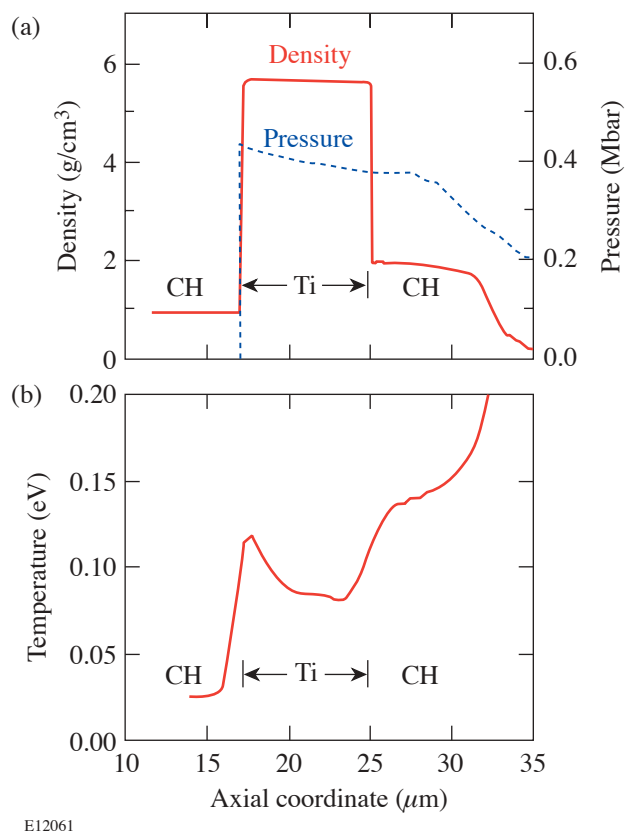 (a)
Density
Pressure
CH
Ti
CH
Density (g/cm³)
6
4
2
0
Pressure (Mbar)
0.6
0.4
0.2
0.0
(b)
CH
Ti
CH
Temperature (eV)
0.20
0.15
0.10
0.05
0.00
10 15 20 25 30 35
Axial coordinate (μm)
E12061